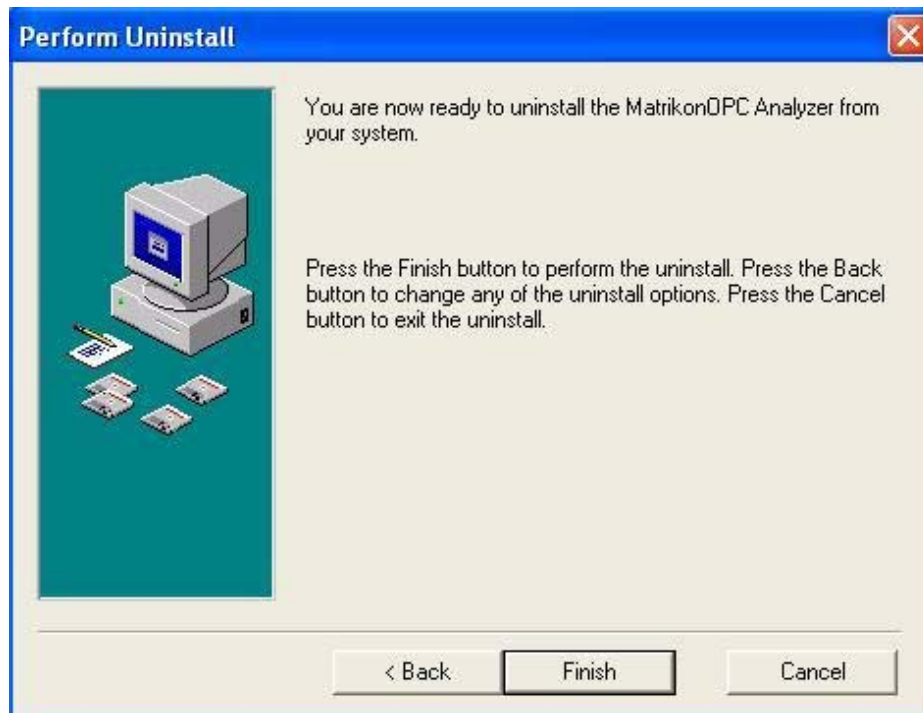 Perform Uninstall
You are now ready to uninstall the MatrikonOPC Analyzer from
your system.
Press the Finish button to perform the uninstall. Press the Back
button to change any of the uninstall options. Press the Cancel
button to exit the uninstall.
< Back
Finish
Cancel